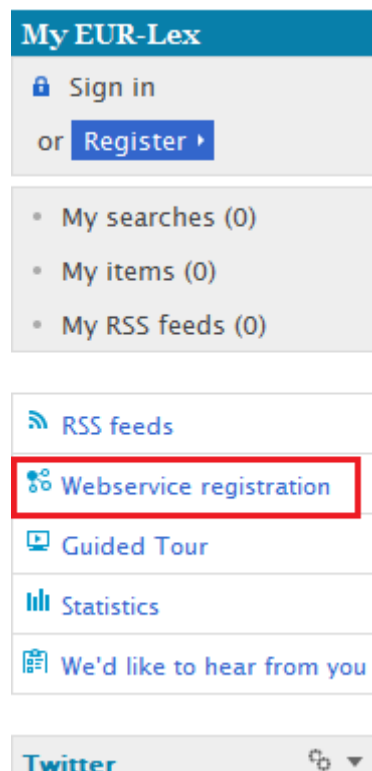 My EUR-Lex
Sign in
or Register
My searches (0)
My items (0)
My RSS feeds (0)
RSS feeds
Webservice registration
Guided Tour
Statistics
We'd like to hear from you
Twitter